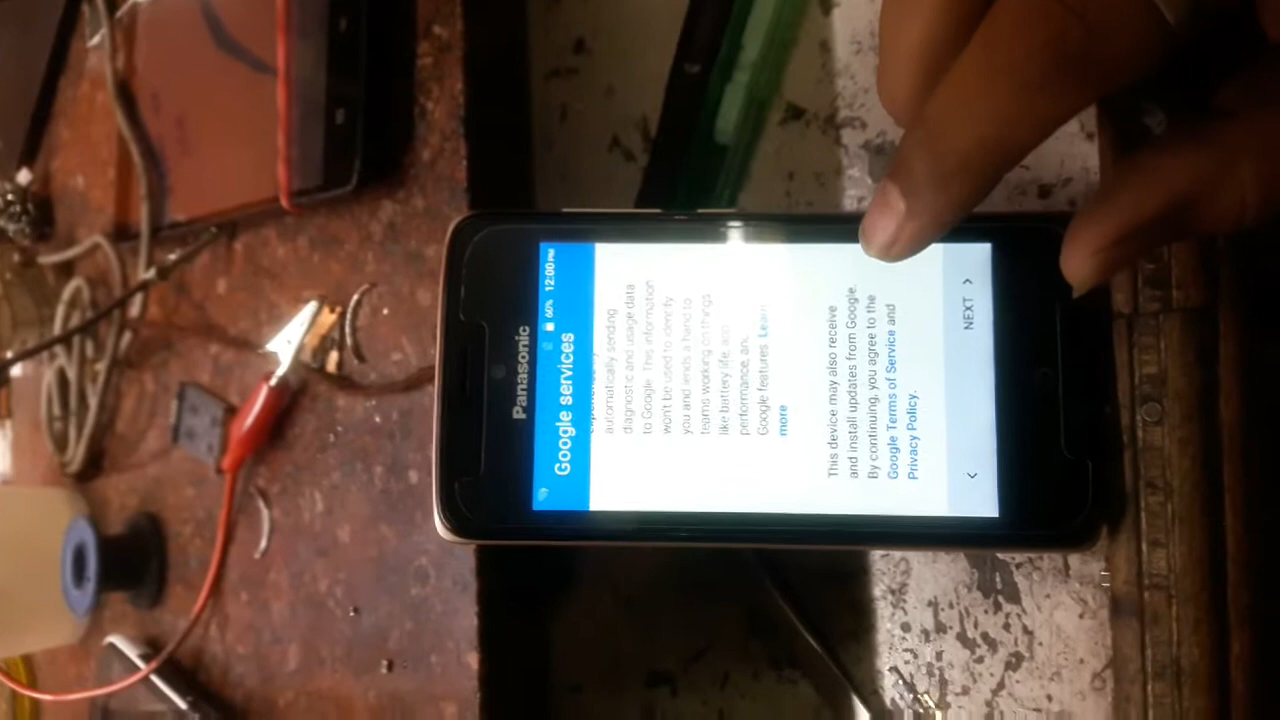 Panasonic
60% 12:00 PM
Google services
automatically sending
diagnostic and usage data
to Google. This information
won't be used to identify
you and lends a hand to
teams working on things
like battery life, app
performance, and
Google features. Learn
more
This device may also receive
and install updates from Google.
By continuing, you agree to the
Google Terms of Service and
Privacy Policy.
NEXT